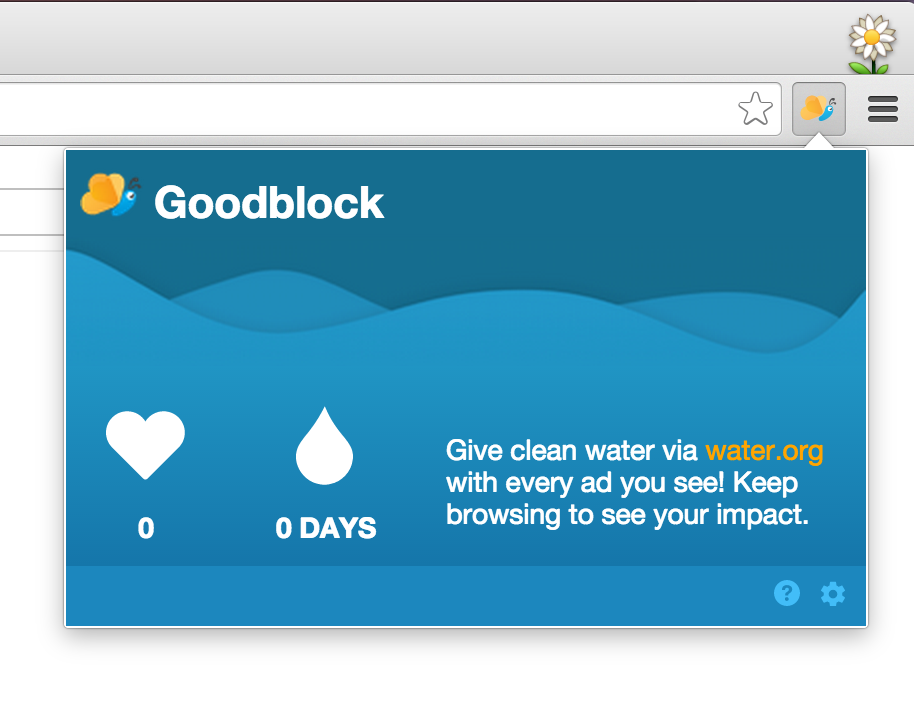 Goodblock
Give clean water via water.org
with every ad you see! Keep
browsing to see your impact.
0
0 DAYS
?